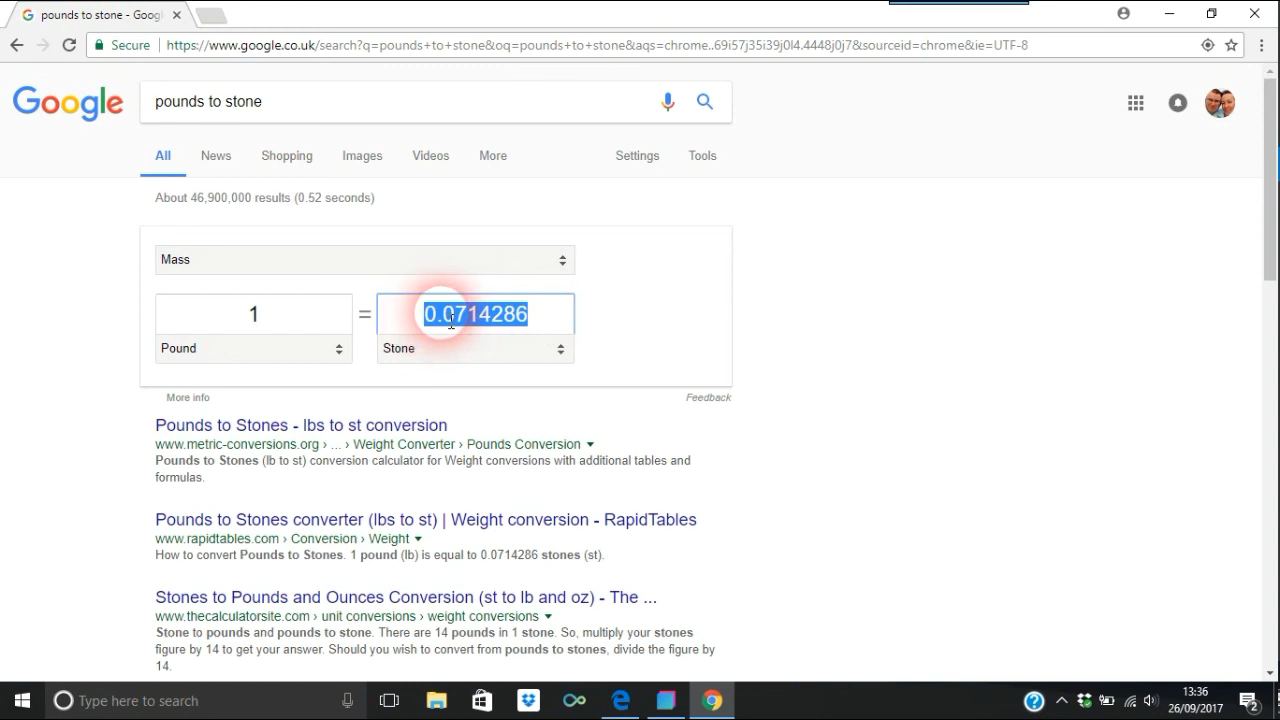 pounds to stone - Goog
Secure
https://www.google.co.uk/search?q=pounds+to+stone&oq=pounds+to+stone&aqs=chrome..69i57j35i39j0l4.4448j0j7&sourceid=chrome&ie=UTF-8
Google
pounds to stone
All News Shopping Images Videos More Settings Tools
About 46,900,000 results (0.52 seconds)
Mass
1 = 0.0714286
Pound Stone
More info Feedback
Pounds to Stones - lbs to st conversion
www.metric-conversions.org › ... › Weight Converter › Pounds Conversion
Pounds to Stones (lb to st) conversion calculator for Weight conversions with additional tables and
formulas.
Pounds to Stones converter (lbs to st) | Weight conversion - RapidTables
www.rapidtables.com › Conversion › Weight
How to convert Pounds to Stones. 1 pound (lb) is equal to 0.0714286 stones (st).
Stones to Pounds and Ounces Conversion (st to lb and oz) - The ...
www.thecalculatorsite.com › unit conversions › weight conversions
Stone to pounds and pounds to stone. There are 14 pounds in 1 stone. So, multiply your stones
figure by 14 to get your answer. Should you wish to convert from pounds to stones, divide the figure by
14.
Type here to search
13:36
26/09/2017
2